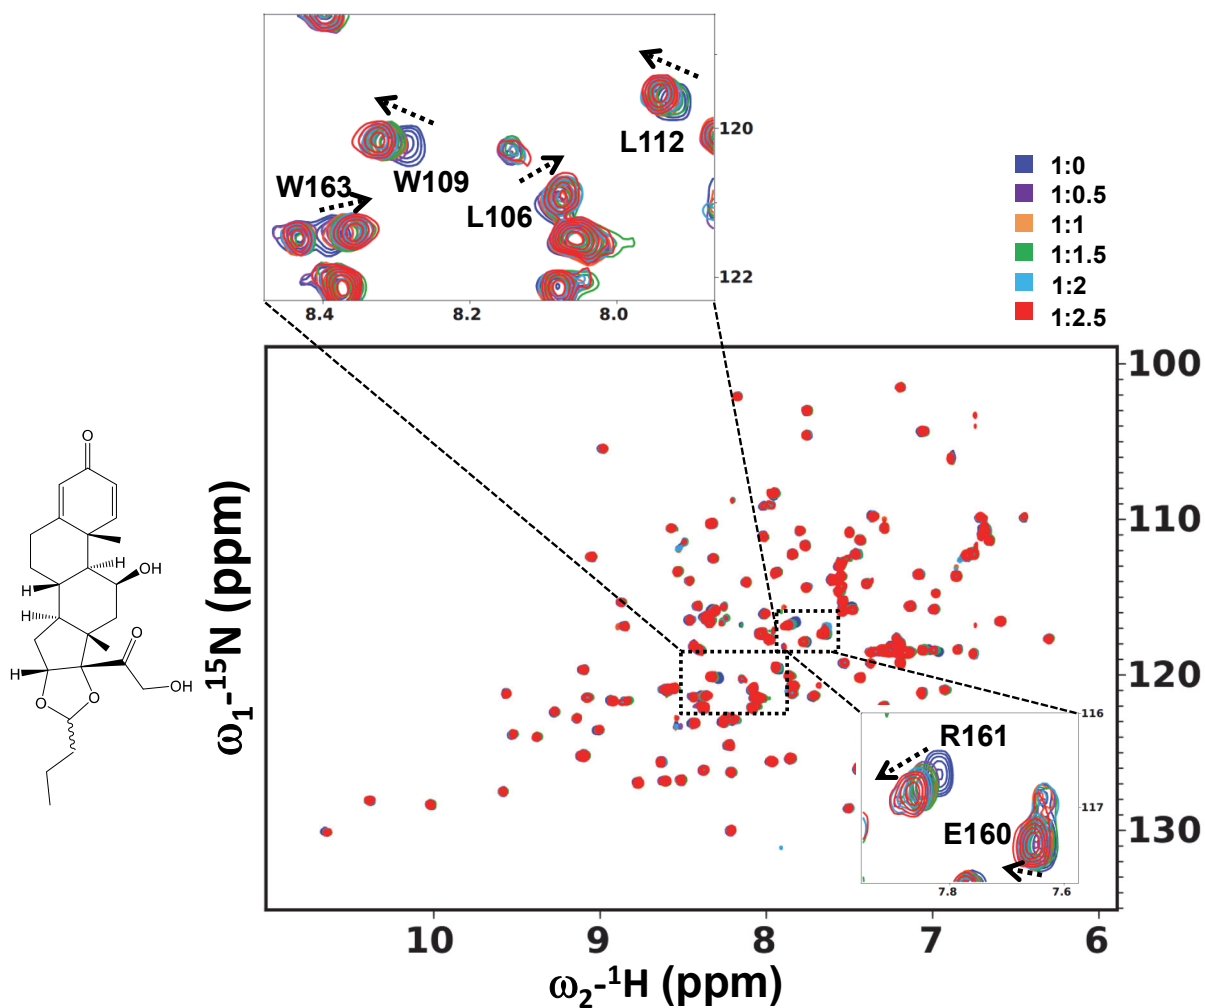 L112
W109
W163
L106
120
122
8.4
8.2
8.0
1:0
1:0.5
1:1
1:1.5
1:2
1:2.5
100
110
120
130
ω₁-¹⁵N (ppm)
10
9
8
7
6
ω₂-¹H (ppm)
R161
E160
116
117
7.8
7.6
O
H
OH
H
H
O
H
OH
O
O